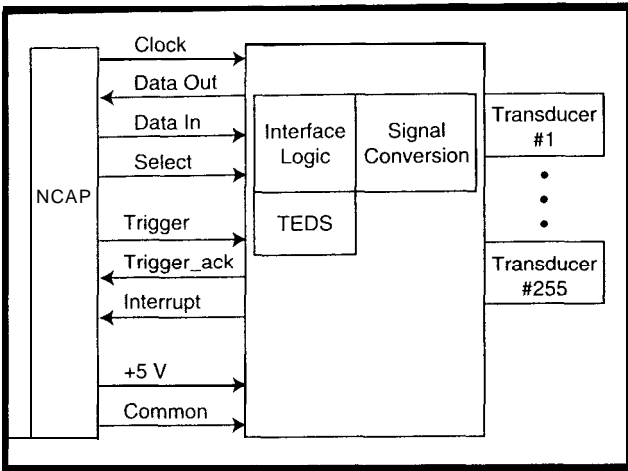 Clock
Data Out
Data In
Select
NCAP
Trigger
Trigger_ack
Interrupt
+5 V
Common
Interface
Logic
Signal
Conversion
TEDS
Transducer
#1
Transducer
#255